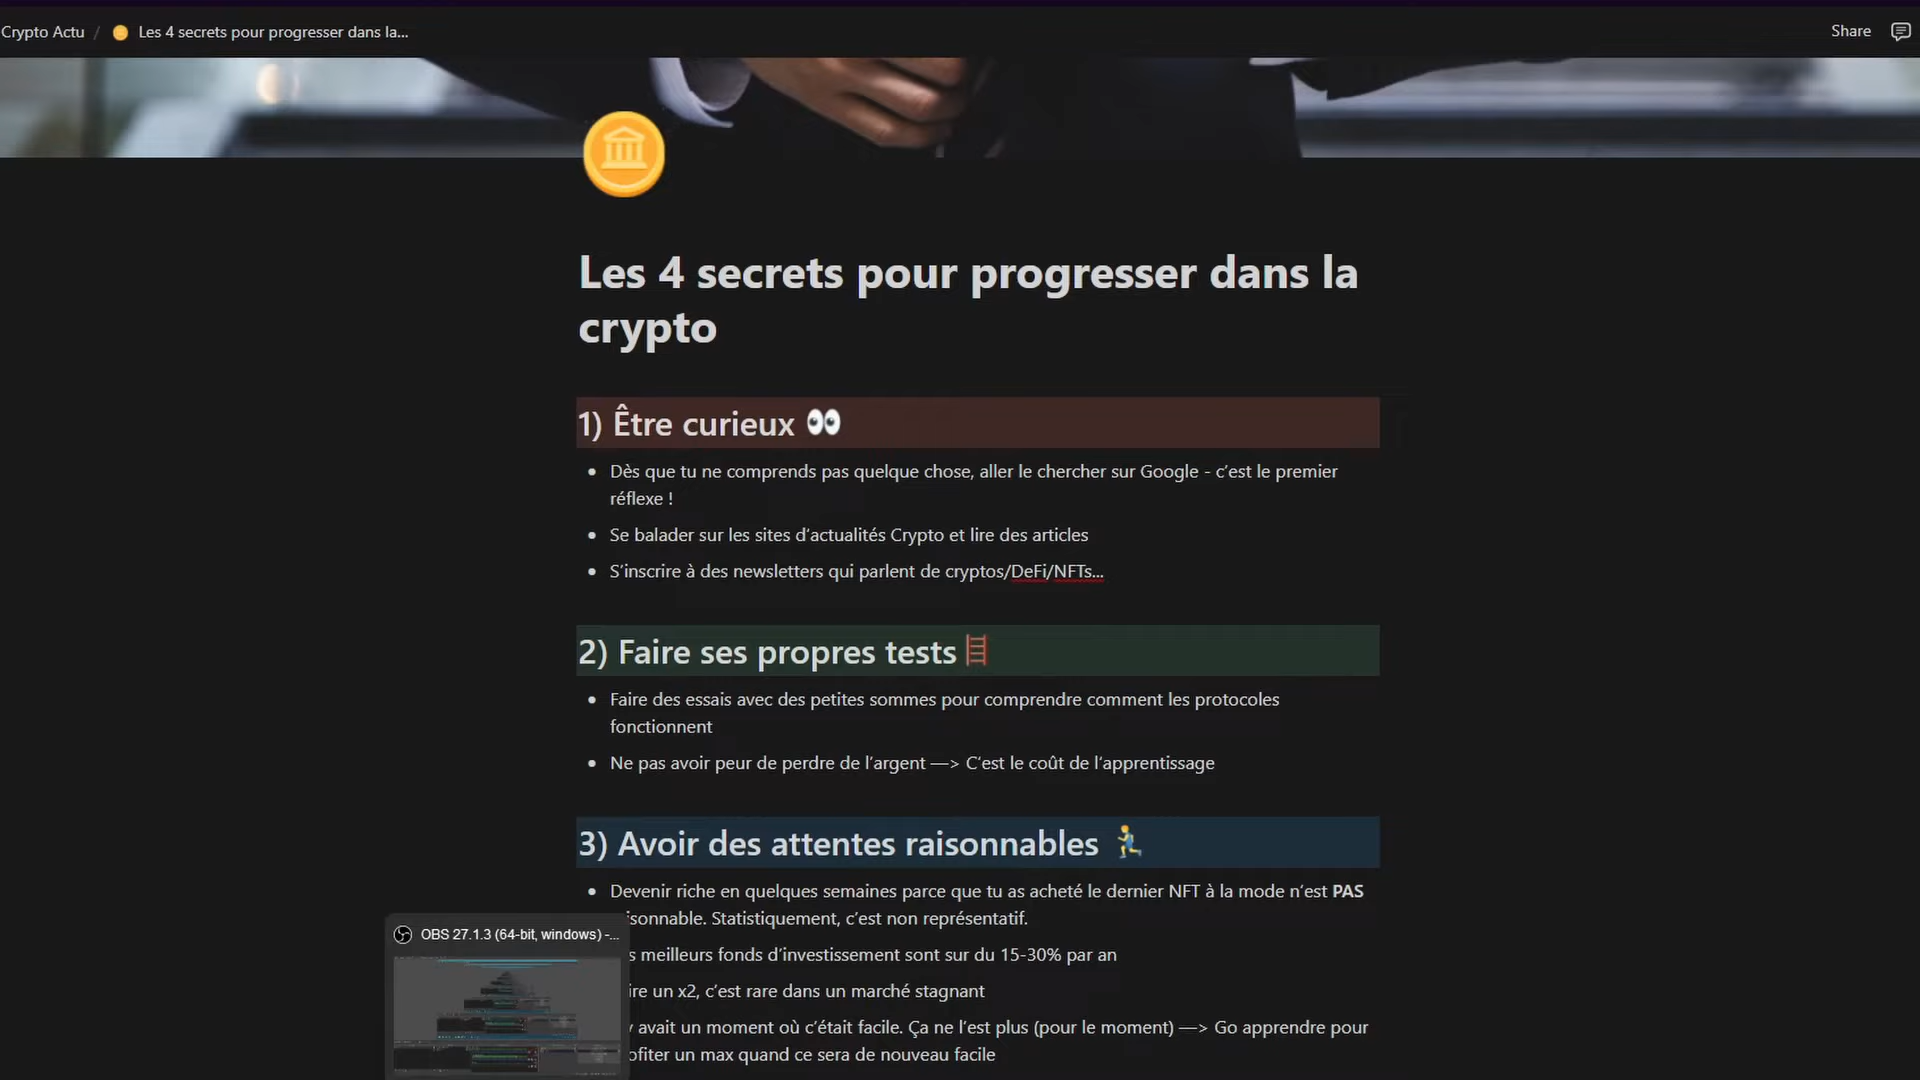 Crypto Actu / Les 4 secrets pour progresser dans la...
Share
Les 4 secrets pour progresser dans la
crypto
1) Être curieux 👀
• Dès que tu ne comprends pas quelque chose, aller le chercher sur Google - c’est le premier
réflexe !
• Se balader sur les sites d’actualités Crypto et lire des articles
• S’inscrire à des newsletters qui parlent de cryptos/DeFi/NFTs...
2) Faire ses propres tests🪜
• Faire des essais avec des petites sommes pour comprendre comment les protocoles
fonctionnent
• Ne pas avoir peur de perdre de l’argent —> C’est le coût de l’apprentissage
3) Avoir des attentes raisonnables 🏃
• Devenir riche en quelques semaines parce que tu as acheté le dernier NFT à la mode n’est PAS
isonnable. Statistiquement, c’est non représentatif.
OBS 27.1.3 (64-bit, windows) -...
s meilleurs fonds d’investissement sont sur du 15-30% par an
ire un x2, c’est rare dans un marché stagnant
avait un moment où c’était facile. Ça ne l’est plus (pour le moment) —> Go apprendre pour
ofiter un max quand ce sera de nouveau facile